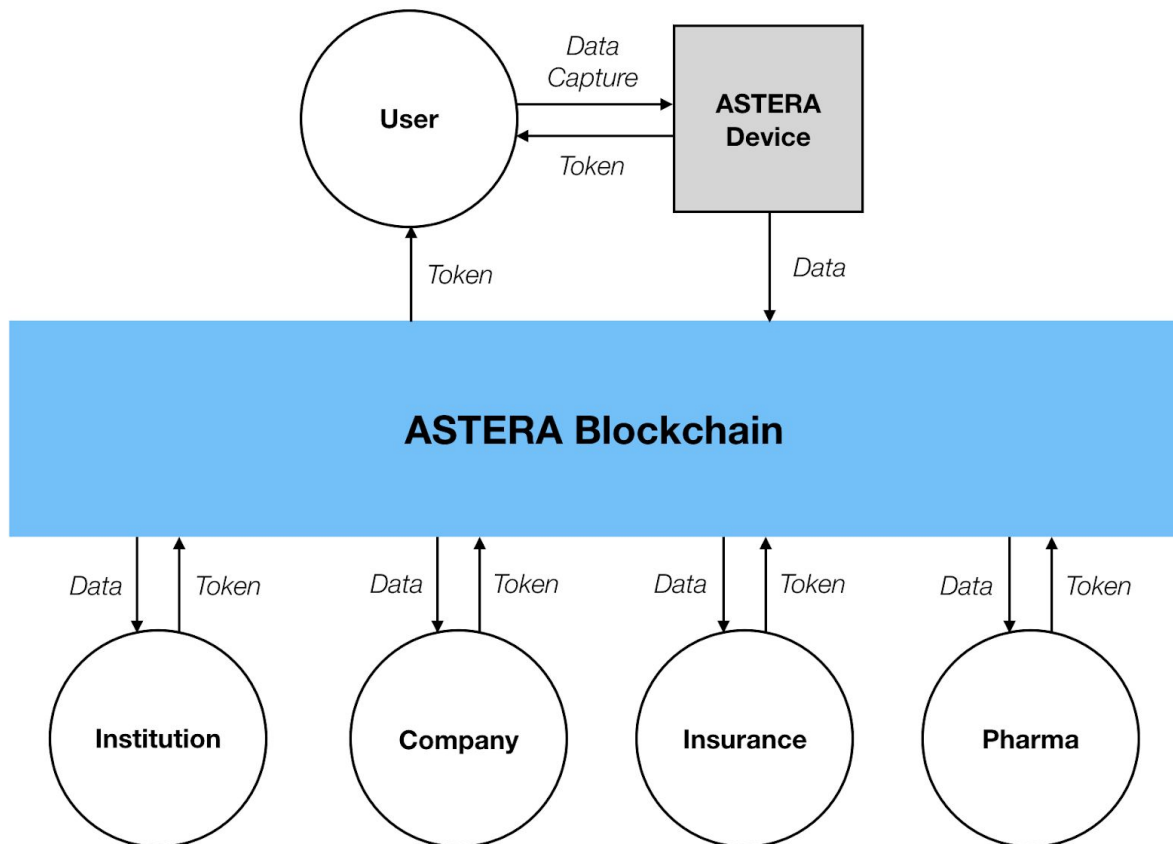 Data
Capture
User
ASTERA
Device
Token
Token
Data
ASTERA Blockchain
Data
Token
Data
Token
Data
Token
Data
Token
Institution
Company
Insurance
Pharma